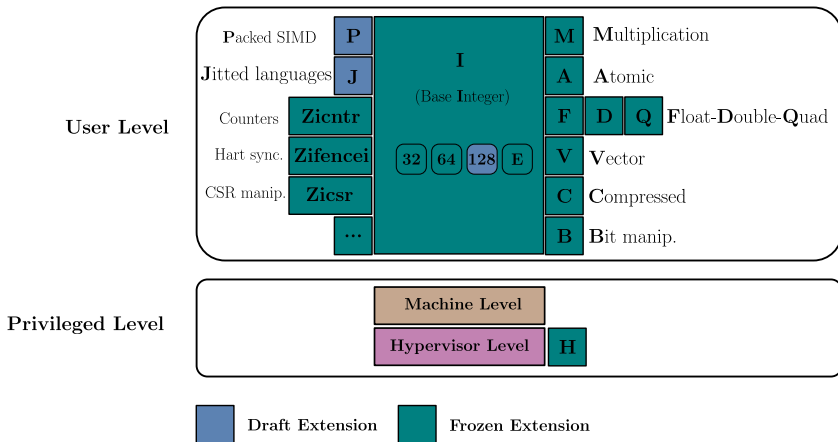 Packed SIMD P I M Multiplication
Jitted languages J (Base Integer) A Atomic
Counters Zicntr F D Q Float-Double-Quad
User Level
Hart sync. Zifencei 32 64 128 E V Vector
CSR manip. Zicsr C Compressed
... B Bit manip.
Machine Level
Privileged Level
Hypervisor Level H
Draft Extension Frozen Extension